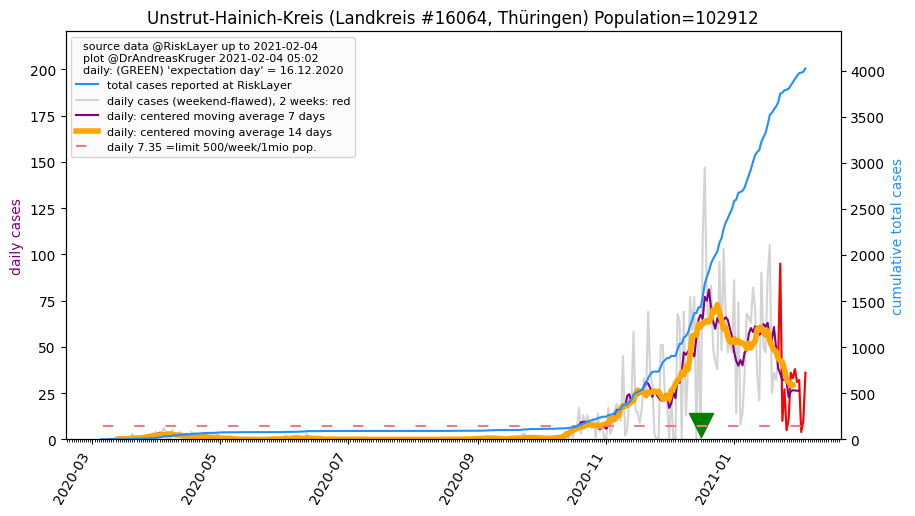 Unstrut-Hainich-Kreis (Landkreis #16064, Thüringen) Population=102912
source data @RiskLayer up to 2021-02-04
plot @DrAndreasKruger 2021-02-04 05:02
daily: (GREEN) 'expectation day' = 16.12.2020
total cases reported at RiskLayer
daily cases (weekend-flawed), 2 weeks: red
daily: centered moving average 7 days
daily: centered moving average 14 days
daily 7.35 =limit 500/week/1mio pop.
daily cases
200
175
150
125
100
75
50
25
0
cumulative total cases
4000
3500
3000
2500
2000
1500
1000
500
0
2020-03
2020-05
2020-07
2020-09
2020-11
2021-01